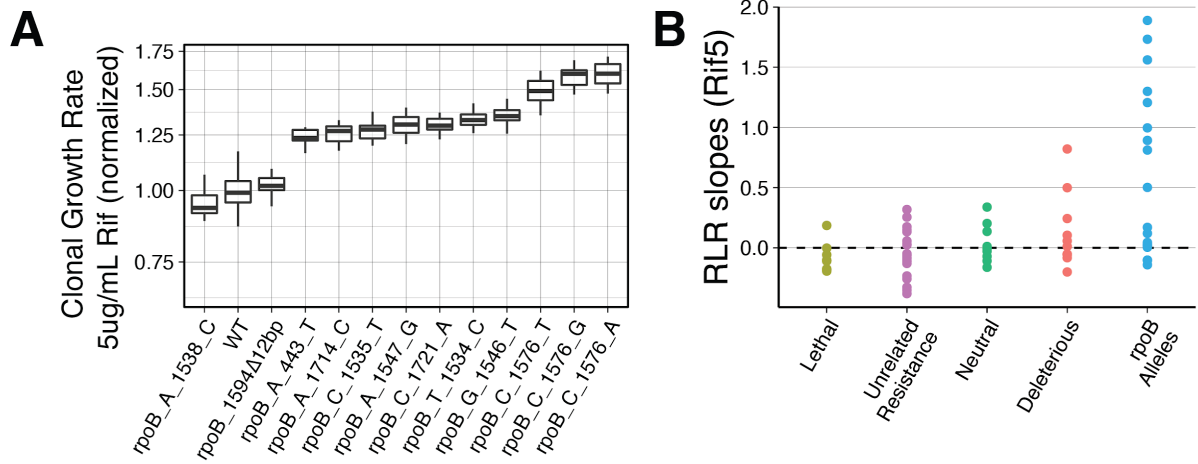 A
Clonal Growth Rate
5ug/mL Rif (normalized)
1.75
1.50
1.25
1.00
0.75
rpoB_A_1538_C
WT
rpoB_1594Δ12bp
rpoB_A_443_T
rpoB_A_1714_C
rpoB_C_1535_T
rpoB_A_1547_G
rpoB_C_1721_A
rpoB_T_1534_C
rpoB_G_1546_T
rpoB_C_1576_T
rpoB_C_1576_G
rpoB_C_1576_A
B
RLR slopes (Rif5)
2.0
1.5
1.0
0.5
0.0
Lethal
Unrelated
Resistance
Neutral
Deleterious
rpoB
Alleles